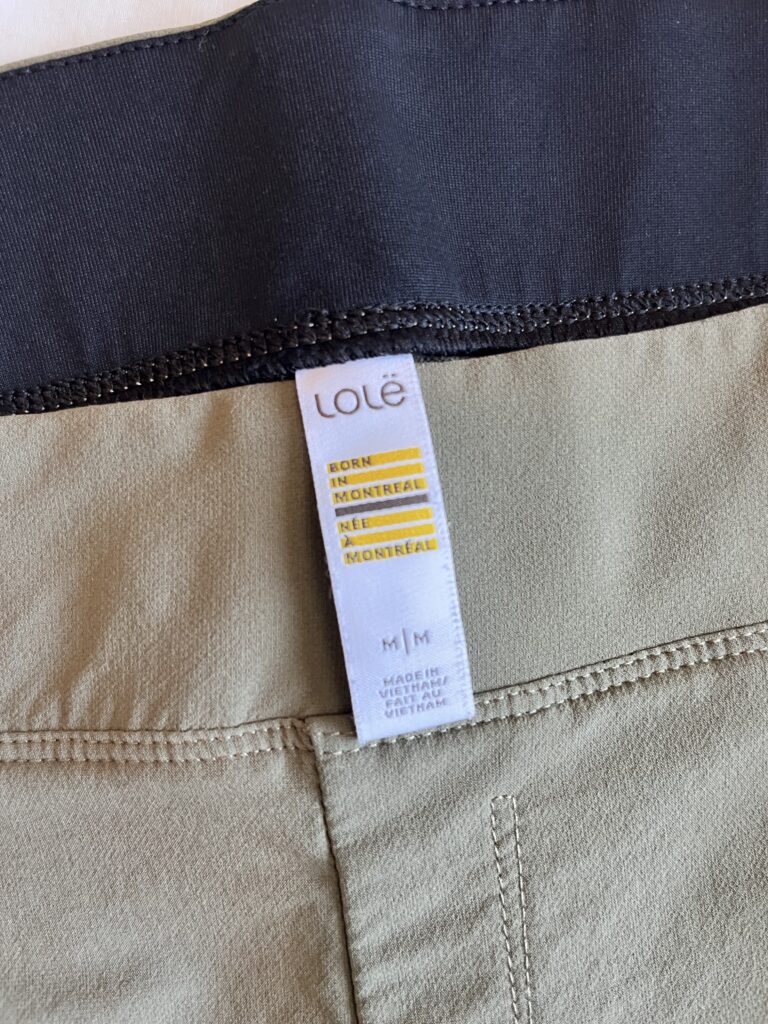 Lolë
BORN
IN
MONTREAL
NÉE
À
MONTRÉAL
M|M
MADE IN
VIETNAM/
FAIT AU
VIETNAM